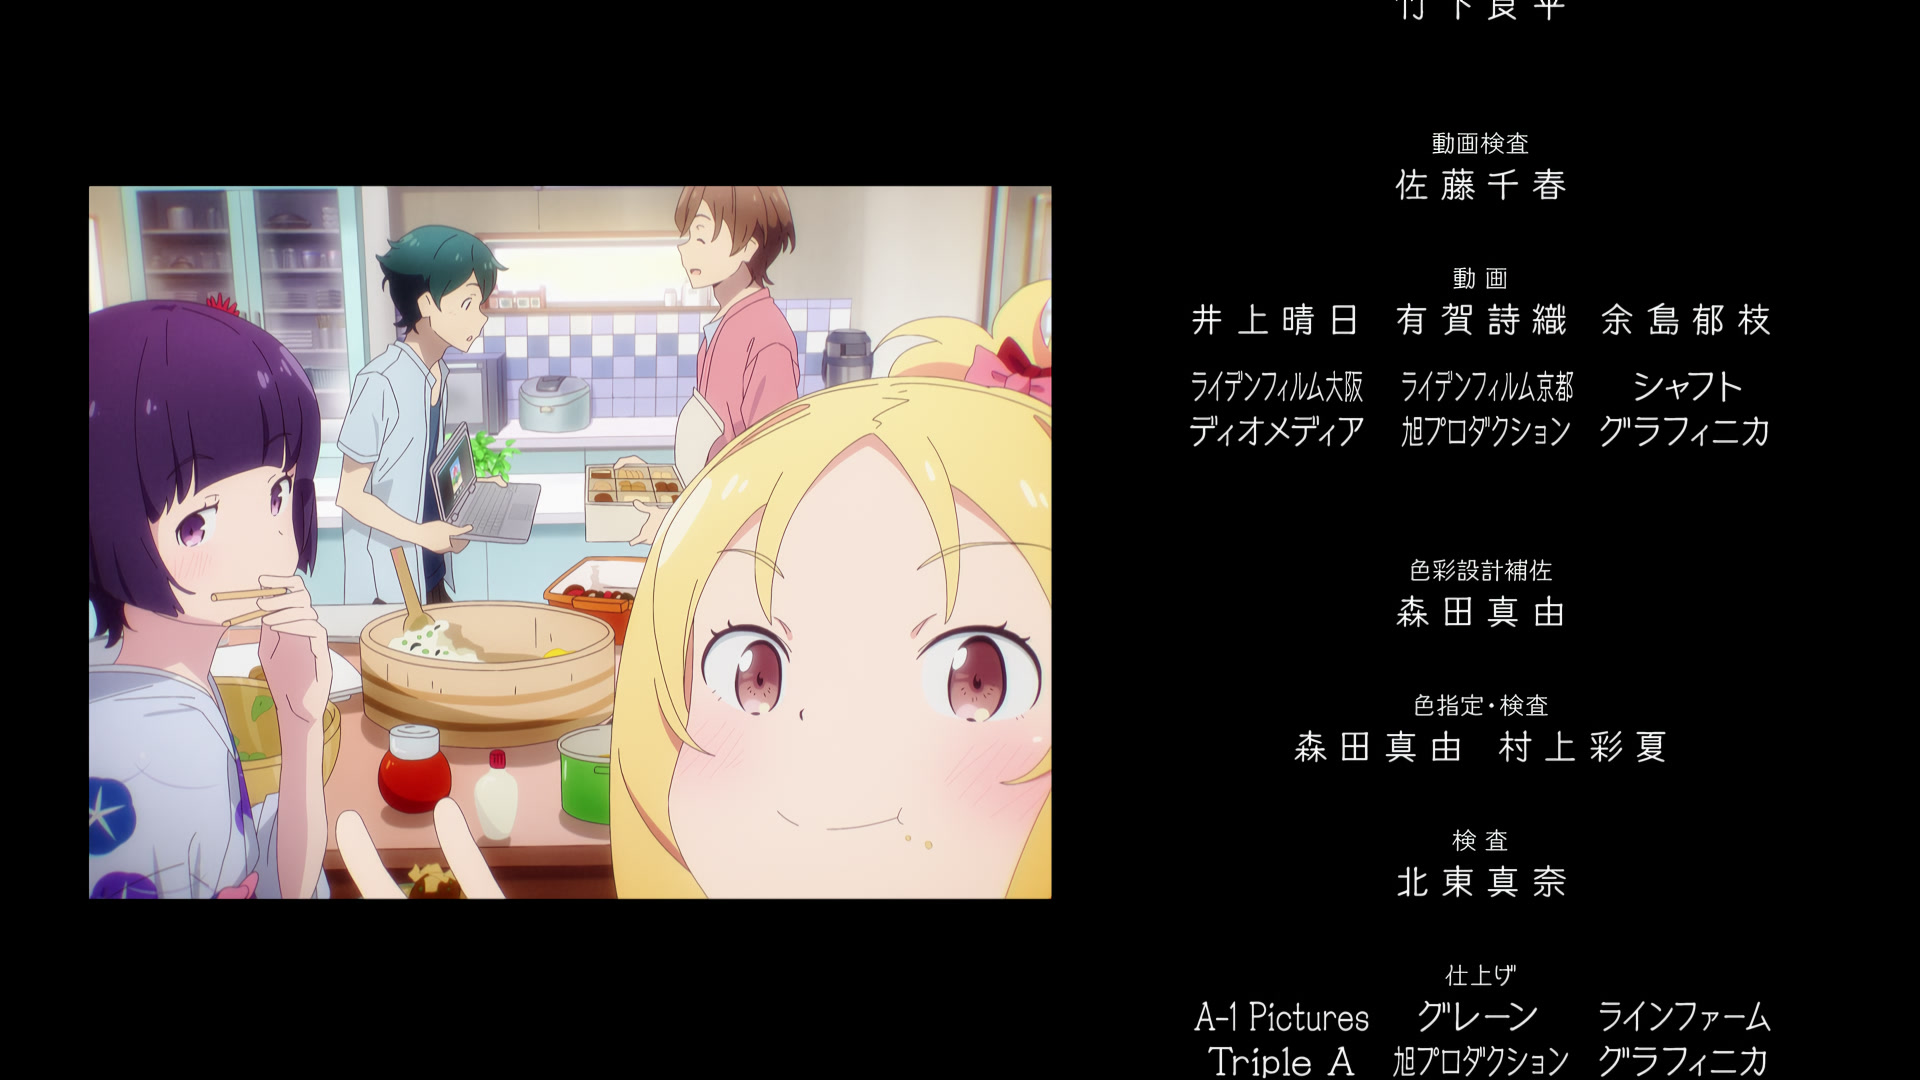 竹下良平
動画検査
佐藤千春
動画
井上晴日 有賀詩織 余島郁枝
ライデンフィルム大阪 ライデンフィルム京都 シャフト
ディオメディア 旭プロダクション グラフィニカ
色彩設計補佐
森田真由
色指定・検査
森田真由 村上彩夏
検査
北東真奈
仕上げ
A-1 Pictures グレーン ラインファーム
Triple A 旭プロダクション グラフィニカ